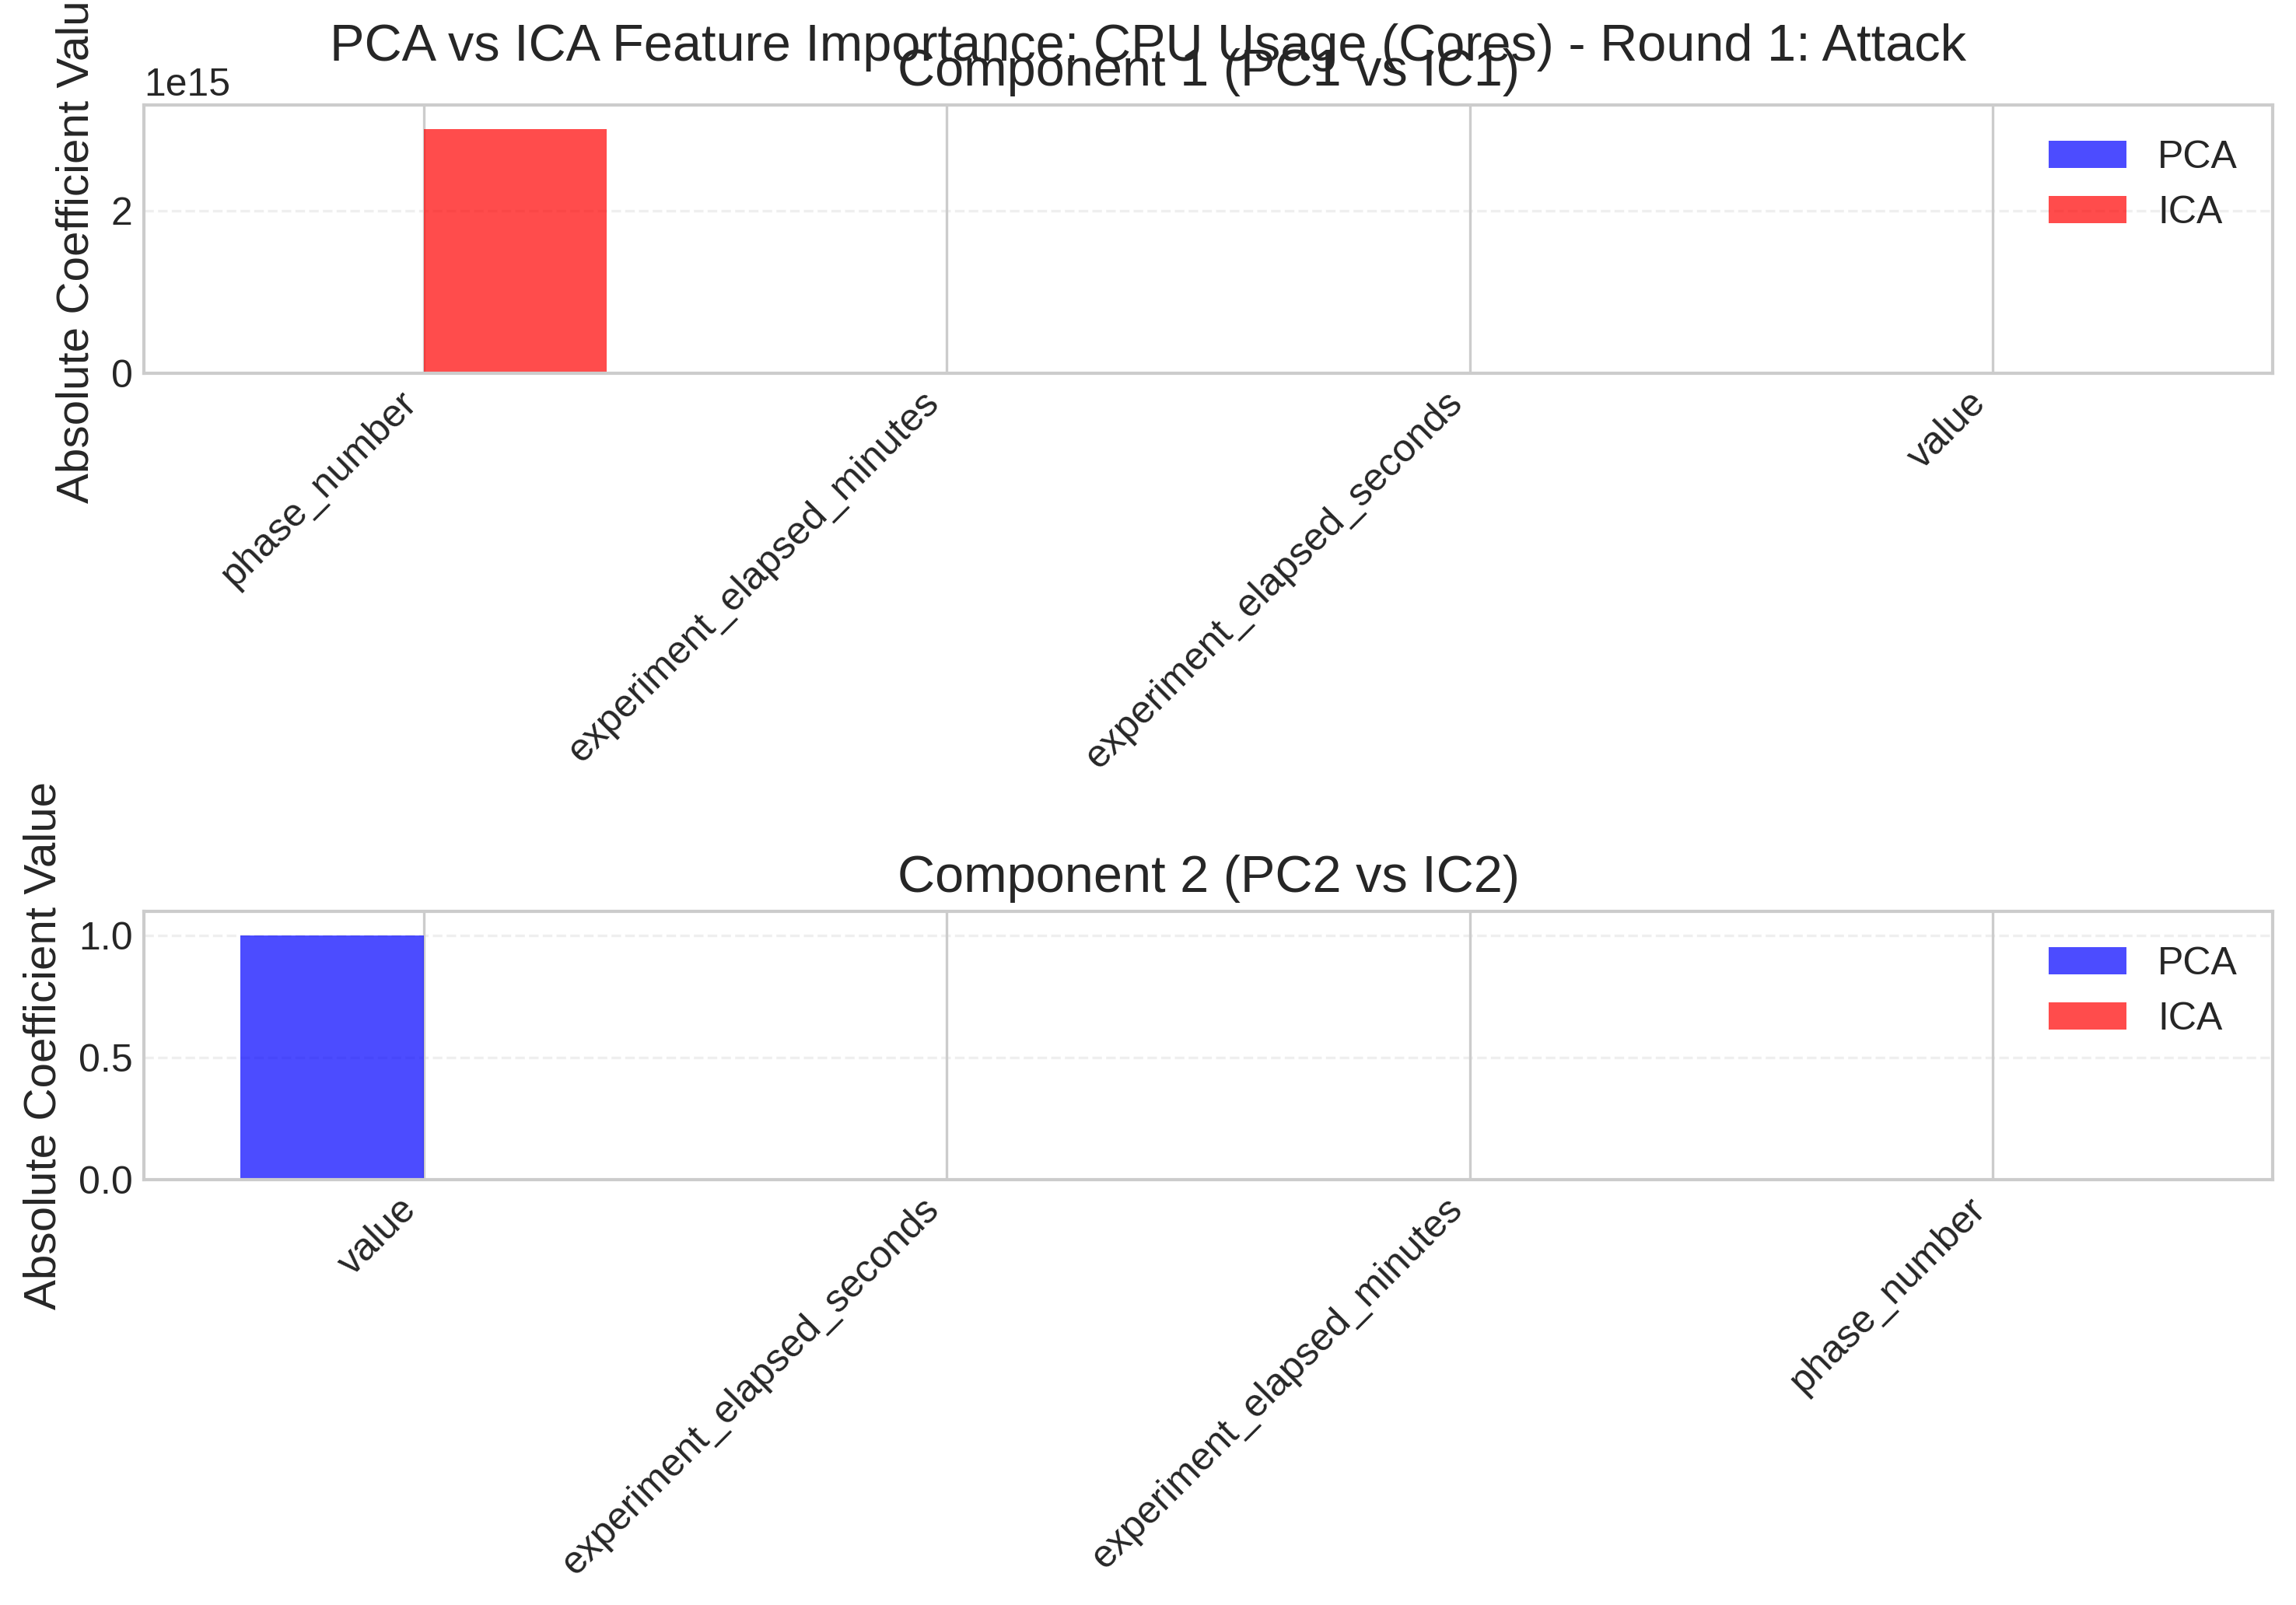 PCA vs ICA Feature Importance: CPU Usage (Cores) - Round 1: Attack
Component 1 (PC1 vs IC1)
1e15
Absolute Coefficient Valu
2
0
PCA
ICA
phase_number
experiment_elapsed_minutes
experiment_elapsed_seconds
value
Component 2 (PC2 vs IC2)
Absolute Coefficient Value
1.0
0.5
0.0
PCA
ICA
value
experiment_elapsed_seconds
experiment_elapsed_minutes
phase_number